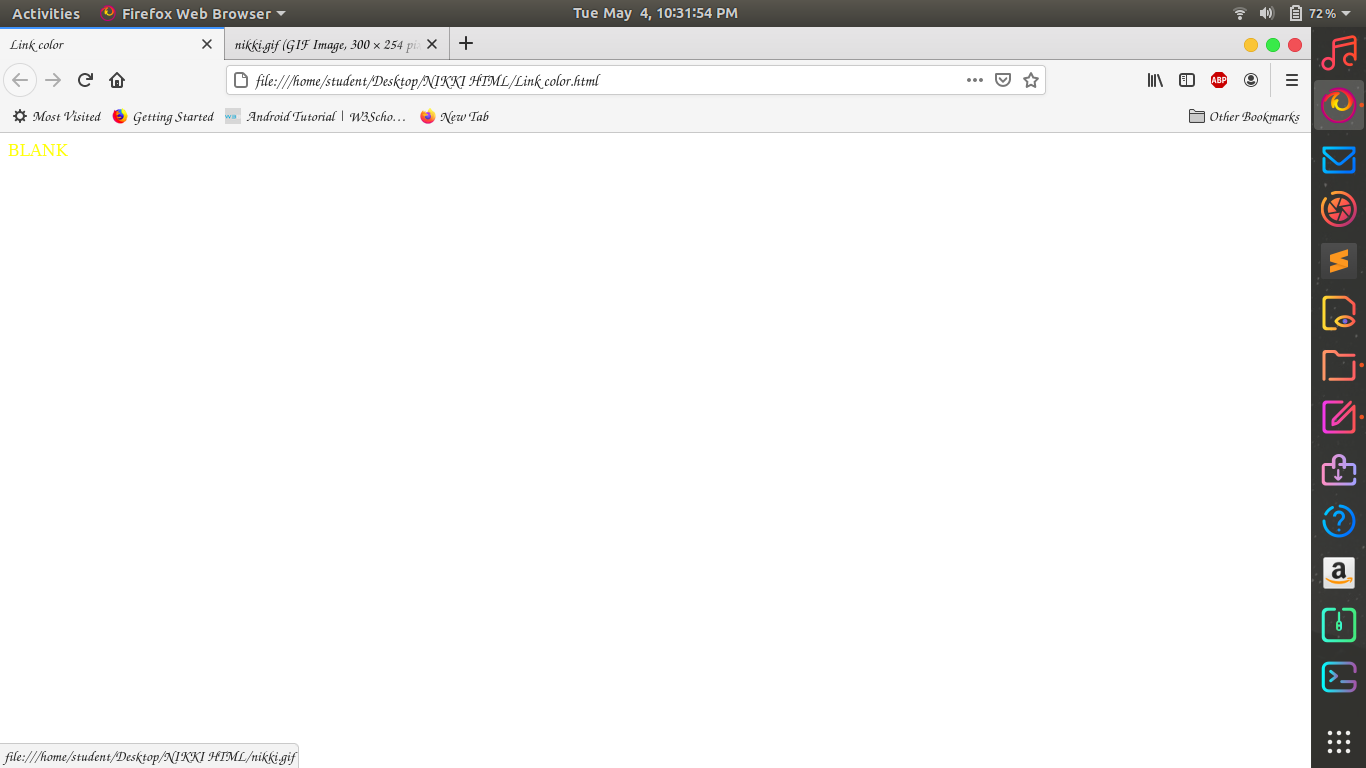 Activities Firefox Web Browser Tue May 4, 10:31:54 PM 72%
Link color nikki.gif (GIF Image, 300 × 254 pi
file:///home/student/Desktop/NIKKI HTML/Link color.html ABP
Most Visited Getting Started w3 Android Tutorial | W3Scho… New Tab Other Bookmarks
BLANK
a
file:///home/student/Desktop/NIKKI HTML/nikki.gif